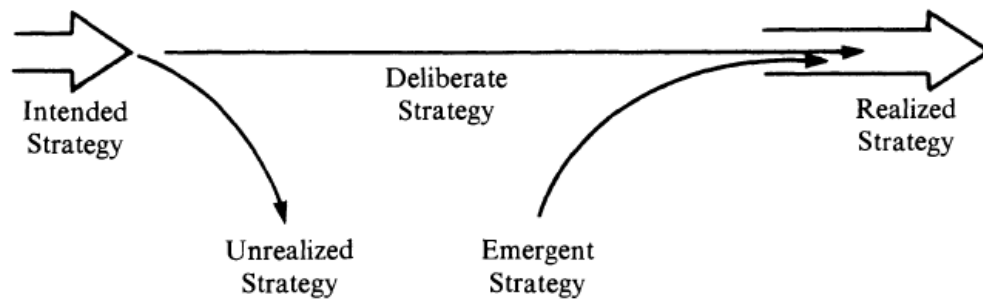 Intended
Strategy
Deliberate
Strategy
Realized
Strategy
Unrealized
Strategy
Emergent
Strategy